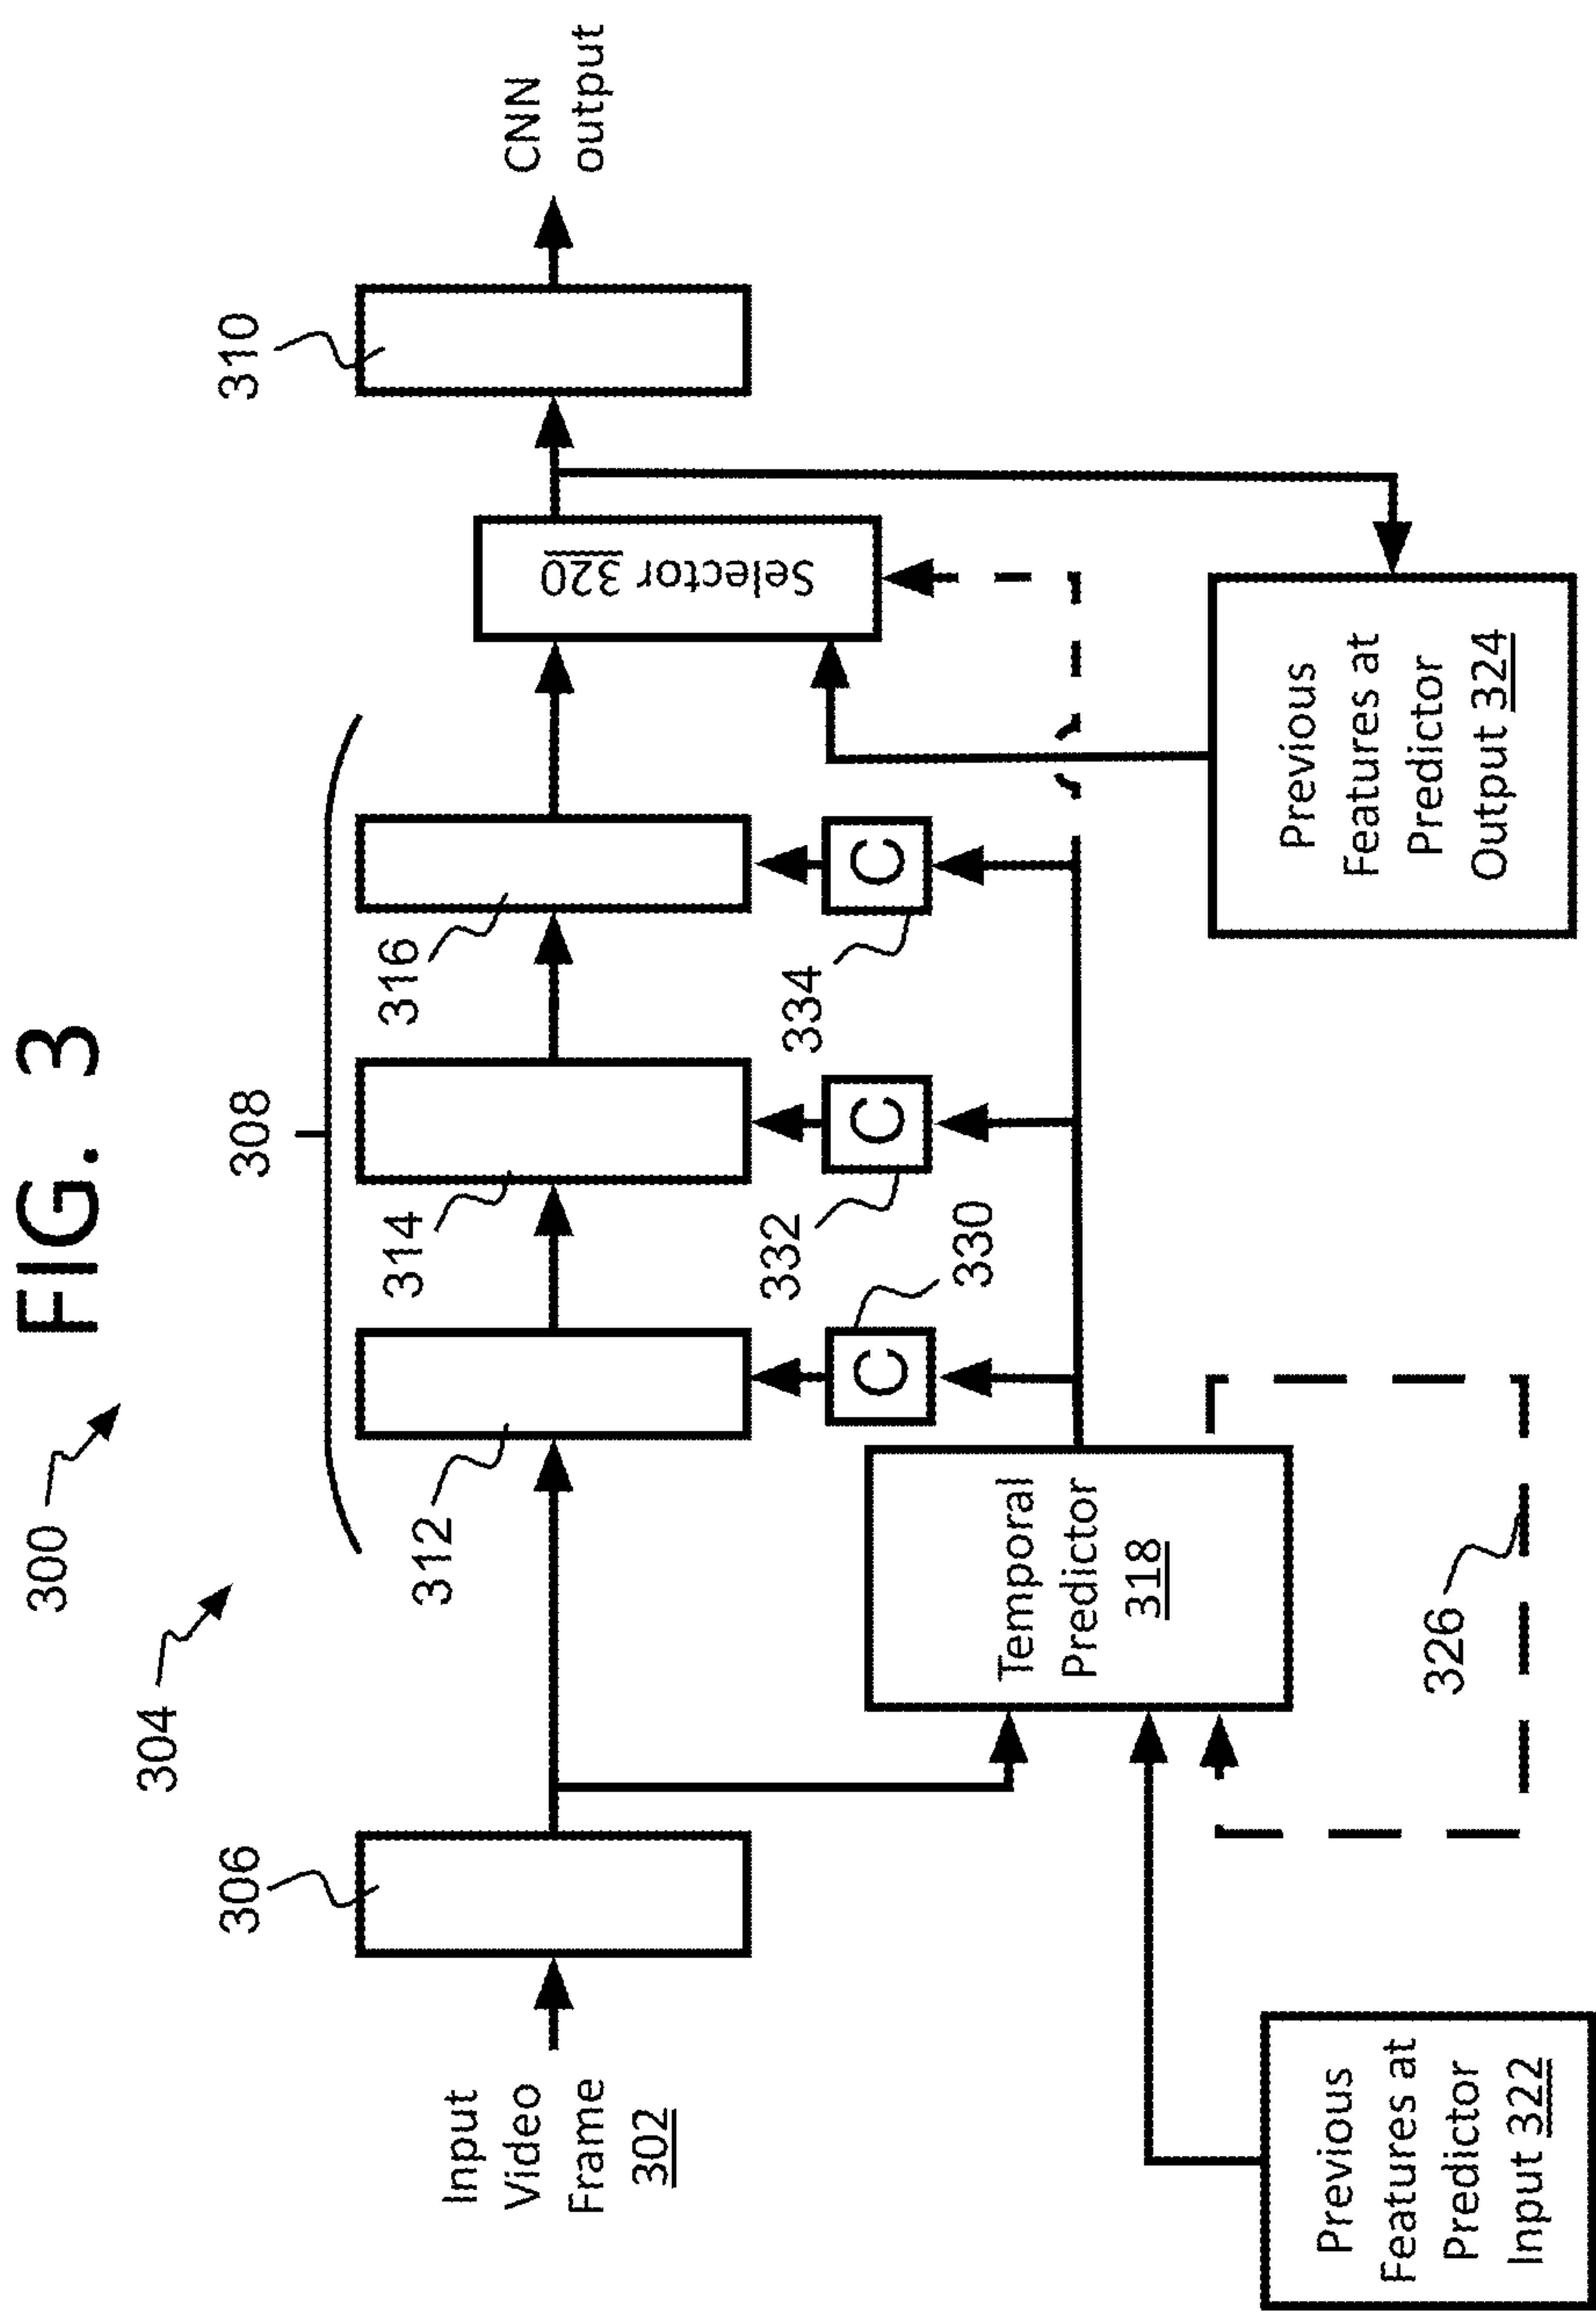 FIG. 3
300
304
308
306
312
314
316
310
Input
Video
Frame
302
CNN
output
Selector 320
C
C
C
330
332
334
Temporal
Predictor
318
326
Previous
Features at
Predictor
Input 322
Previous
Features at
Predictor
Output 324